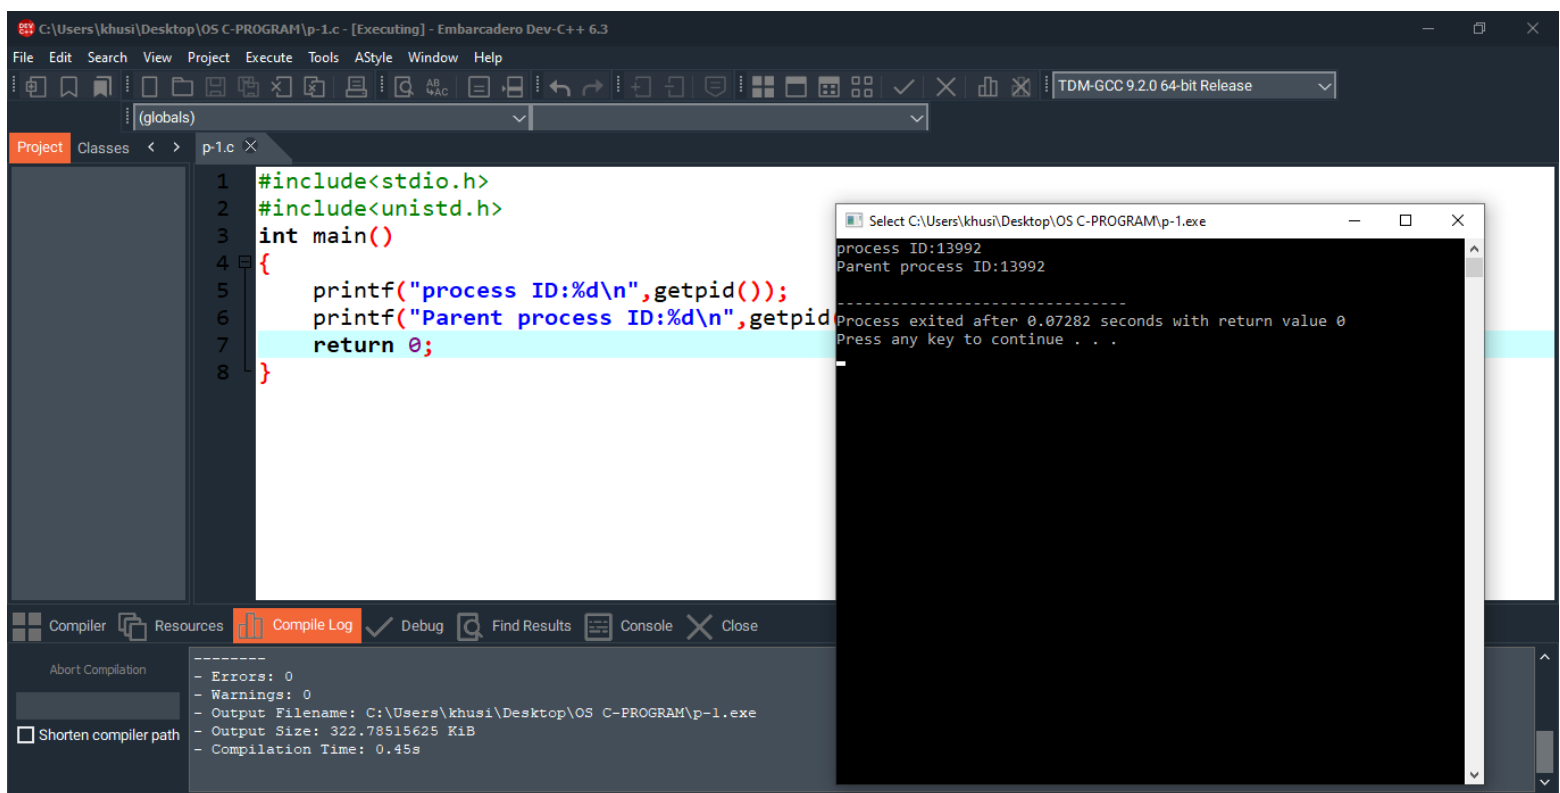 C:\Users\khusi\Desktop\OS C-PROGRAM\p-1.c - [Executing] - Embarcadero Dev-C++ 6.3
File Edit Search View Project Execute Tools AStyle Window Help
TDM-GCC 9.2.0 64-bit Release
(globals)
Project Classes p-1.c
1 #include<stdio.h>
2 #include<unistd.h>
3 int main()
4 {
5 printf("process ID:%d\n",getpid());
6 printf("Parent process ID:%d\n",getpid(
7 return 0;
8 }
Select C:\Users\khusi\Desktop\OS C-PROGRAM\p-1.exe
process ID:13992
Parent process ID:13992
--------------------------------
Process exited after 0.07282 seconds with return value 0
Press any key to continue . . .
Compiler Resources Compile Log Debug Find Results Console Close
Abort Compilation
Shorten compiler path
--------
- Errors: 0
- Warnings: 0
- Output Filename: C:\Users\khusi\Desktop\OS C-PROGRAM\p-1.exe
- Output Size: 322.78515625 KiB
- Compilation Time: 0.45s